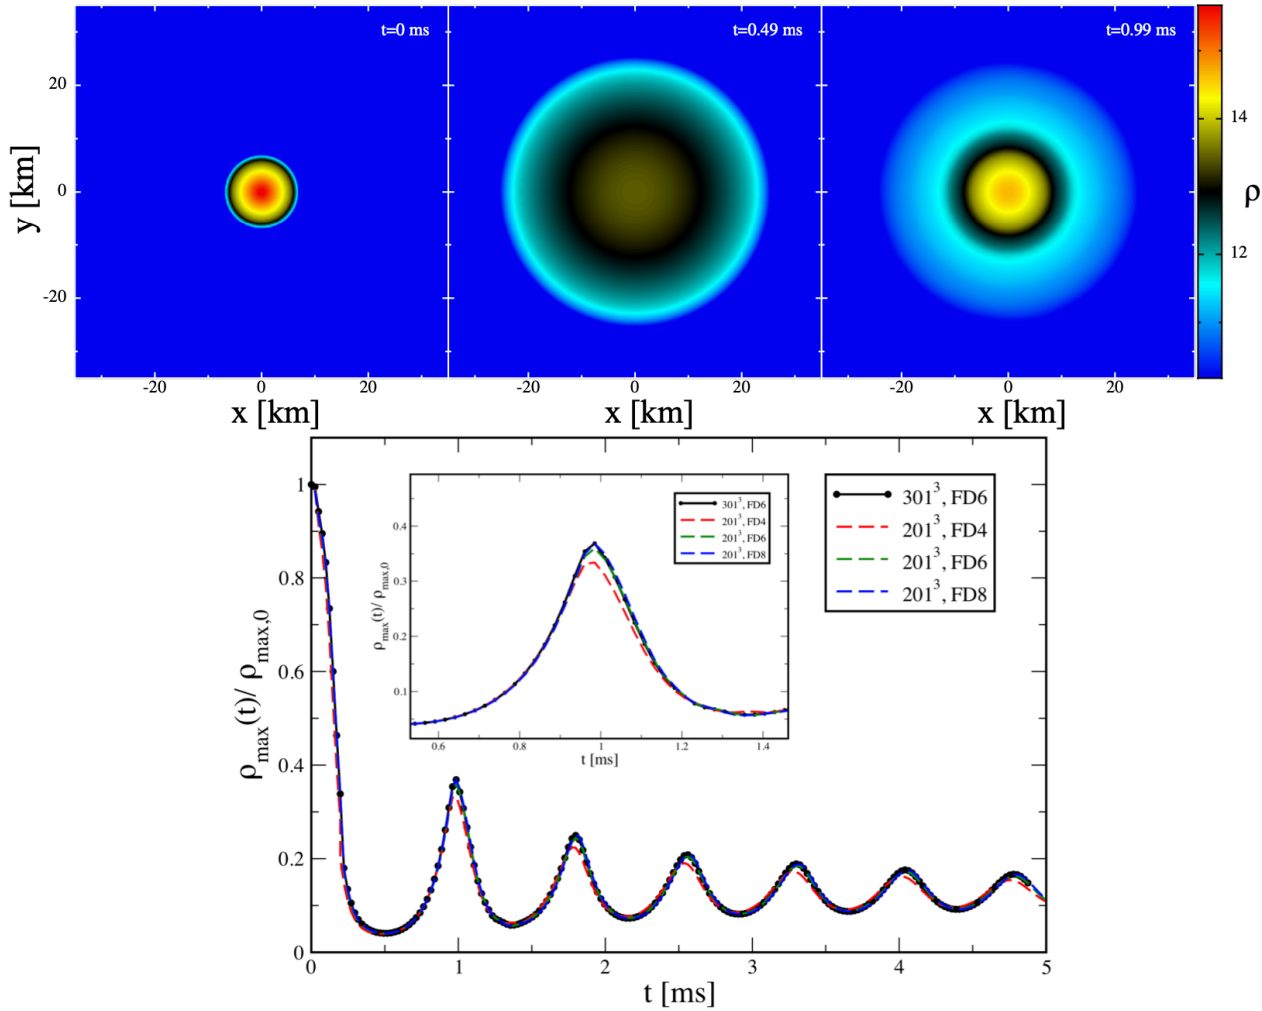 t=0 ms
t=0.49 ms
t=0.99 ms
20
0
-20
y [km]
14
12
ρ
-20 0 20
-20 0 20
-20 0 20
x [km]
x [km]
x [km]
1
0.8
0.6
0.4
0.2
0
ρmax(t)/ ρmax,0
0.4
0.3
0.2
0.1
ρmax(t)/ ρmax,0
301³, FD6
201³, FD4
201³, FD6
201³, FD8
0.6 0.8 1 1.2 1.4
t [ms]
301³, FD6
201³, FD4
201³, FD6
201³, FD8
0 1 2 3 4 5
t [ms]